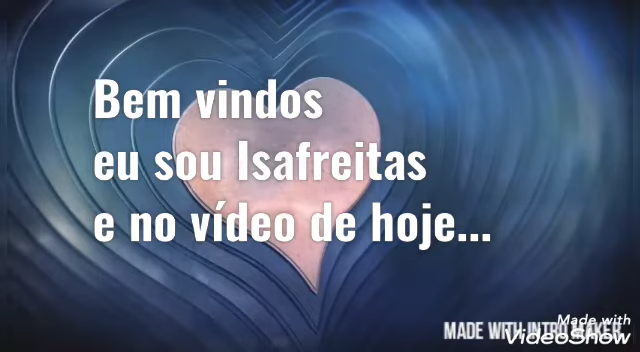 Bem vindos
eu sou Isafreitas
e no vídeo de hoje...
Made with
MADE WITH INTRO MAKER
VideoShow